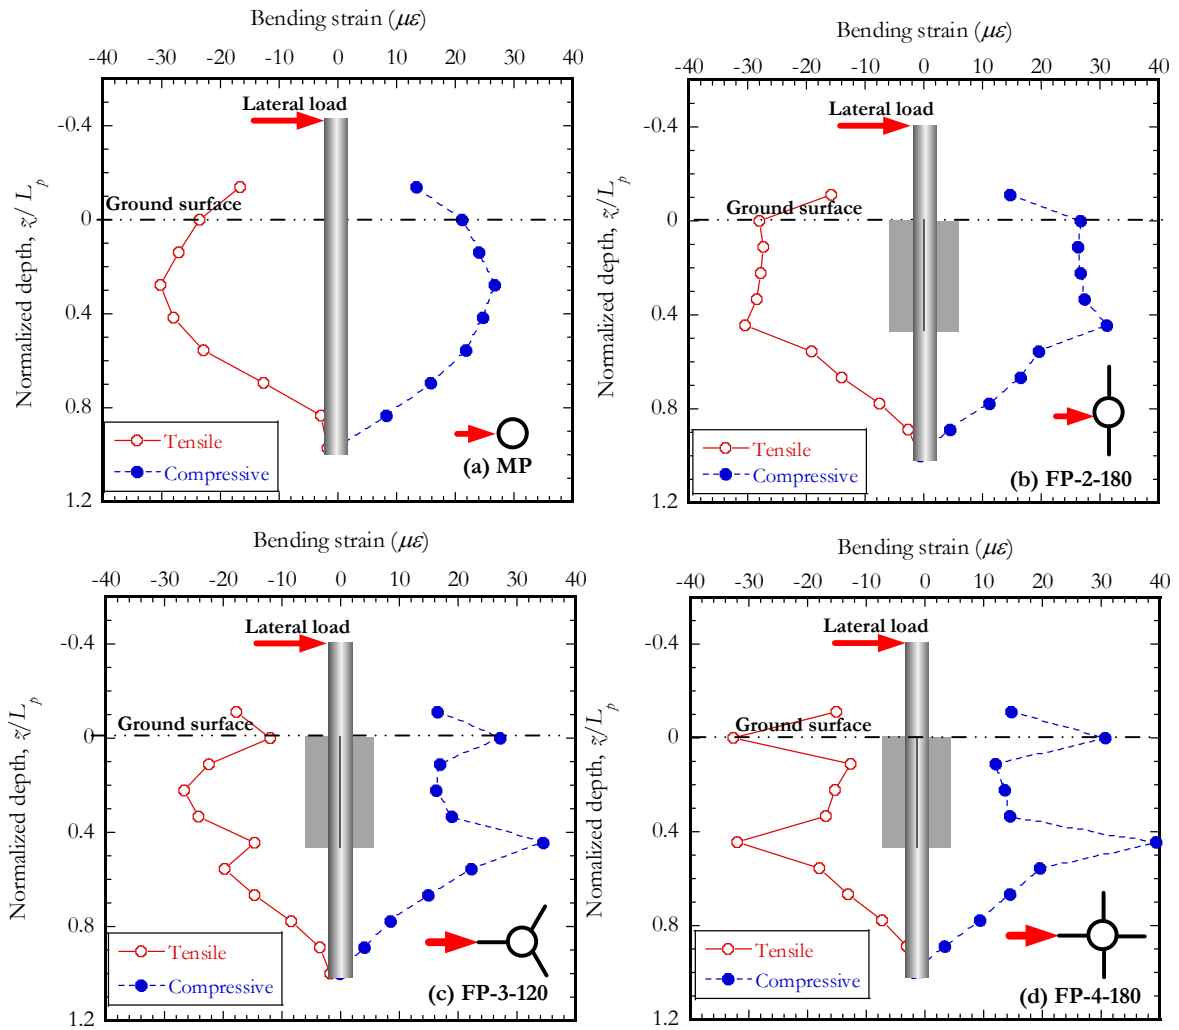 Bending strain (με)
-40 -30 -20 -10 0 10 20 30 40
Lateral load
Ground surface
Normalized depth, z/L_p
-0.4
0
0.4
0.8
1.2
Tensile
Compressive
(a) MP
Bending strain (με)
-40 -30 -20 -10 0 10 20 30 40
Lateral load
Ground surface
Normalized depth, z/L_p
-0.4
0
0.4
0.8
1.2
Tensile
Compressive
(b) FP-2-180
Bending strain (με)
-40 -30 -20 -10 0 10 20 30 40
Lateral load
Ground surface
Normalized depth, z/L_p
-0.4
0
0.4
0.8
1.2
Tensile
Compressive
(c) FP-3-120
Bending strain (με)
-40 -30 -20 -10 0 10 20 30 40
Lateral load
Ground surface
Nomalized depth, z/L_p
-0.4
0
0.4
0.8
1.2
Tensile
Compressive
(d) FP-4-180